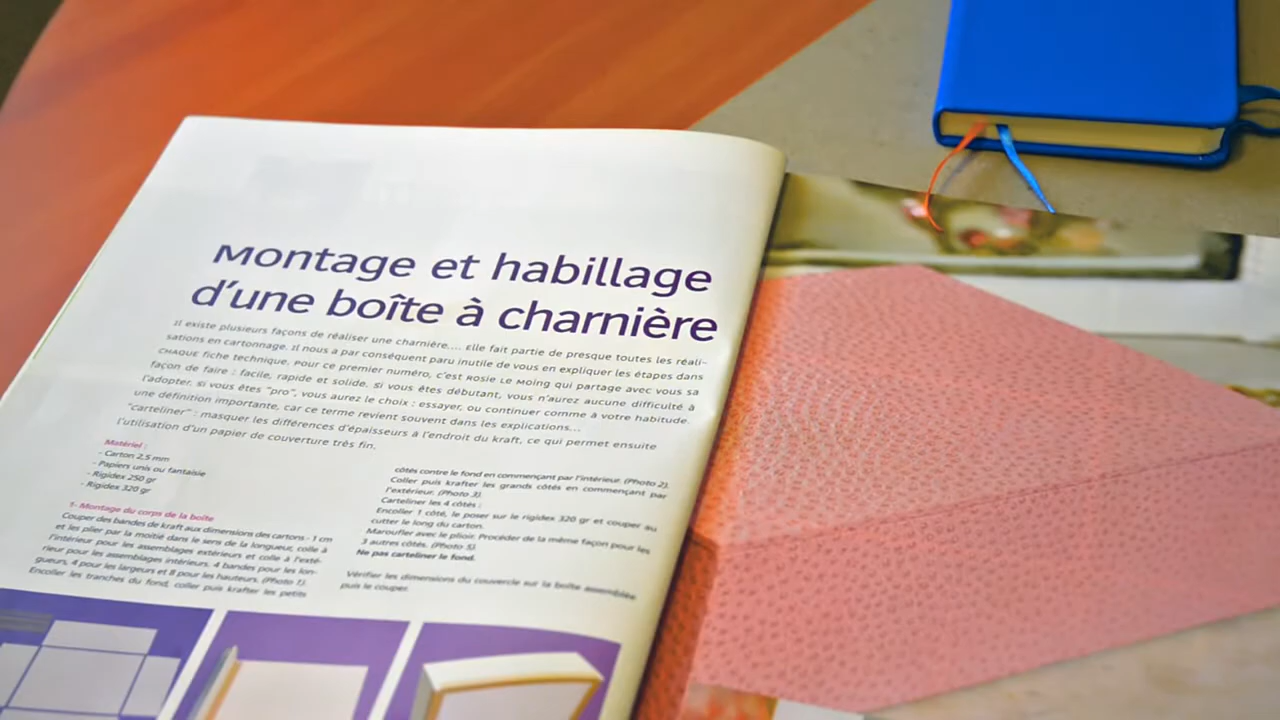 Montage et habillage
d'une boîte à charnière
Il existe plusieurs façons de réaliser une charnière.... Elle fait partie de presque toutes les réali-
sations en cartonnage. Il nous a par conséquent paru inutile de vous en expliquer les étapes dans
CHAQUE fiche technique. Pour ce premier numéro, c'est Rosie Le Moing qui partage avec vous sa
façon de faire : facile, rapide et solide. Si vous êtes débutant, vous n'aurez aucune difficulté à
l'adopter, si vous êtes "pro", vous aurez le choix : essayer, ou continuer comme à votre habitude.
une définition importante, car ce terme revient souvent dans les explications...
"carteliner" : masquer les différences d'épaisseurs à l'endroit du kraft, ce qui permet ensuite
l'utilisation d'un papier de couverture très fin.
Matériel :
- Carton 2,5 mm
- Papiers unis ou fantaisie
- Rigidex 250 gr
- Rigidex 320 gr
1- Montage du corps de la boîte
Couper des bandes de kraft aux dimensions des cartons - 1 cm
et les plier par la moitié dans le sens de la longueur, colle à
l'intérieur pour les assemblages extérieurs et colle à l'exté-
rieur pour les assemblages intérieurs. 4 bandes pour les lon-
gueurs, 4 pour les largeurs et 8 pour les hauteurs. (Photo 1).
Encoller les tranches du fond, coller puis krafter les petits
côtés contre le fond en commençant par l'intérieur. (Photo 2).
Coller puis krafter les grands côtés en commençant par
l'extérieur. (Photo 3).
Carteliner les 4 côtés :
Encoller 1 côté, le poser sur le rigidex 320 gr et couper au
cutter le long du carton.
Maroufler avec le plioir. Procéder de la même façon pour les
3 autres côtés. (Photo 5).
Ne pas carteliner le fond.
Vérifier les dimensions du couvercle sur la boîte assemblée
puis le couper.